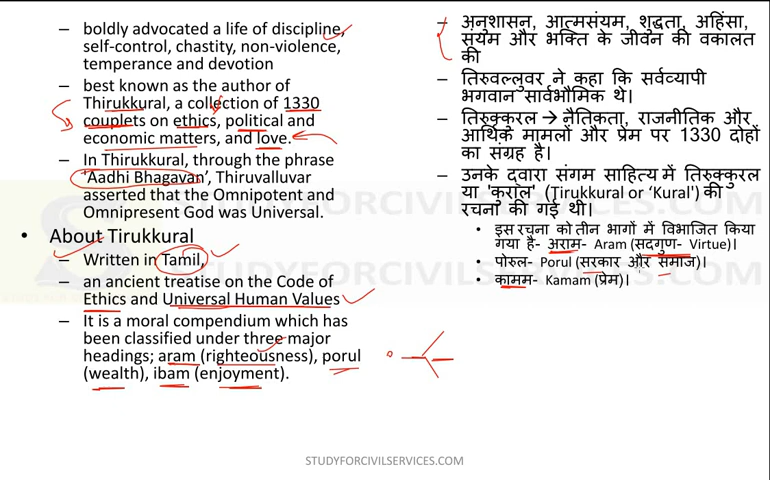 – boldly advocated a life of discipline,
self-control, chastity, non-violence,
temperance and devotion
– best known as the author of
Thirukkural, a collection of 1330
couplets on ethics, political and
economic matters, and love.
– In Thirukkural, through the phrase
'Aadhi Bhagavan', Thiruvalluvar
asserted that the Omnipotent and
Omnipresent God was Universal.
• About Tirukkural
– Written in Tamil,
– an ancient treatise on the Code of
Ethics and Universal Human Values
– It is a moral compendium which has
been classified under three major
headings; aram (righteousness), porul
(wealth), ibam (enjoyment).
– अनुशासन, आत्मसंयम, शुद्धता, अहिंसा,
संयम और भक्ति के जीवन की वकालत
की
– तिरुवल्लुवर ने कहा कि सर्वव्यापी
भगवान सार्वभौमिक थे।
– तिरुक्कुरल → नैतिकता, राजनीतिक और
आर्थिक मामलों और प्रेम पर 1330 दोहों
का संग्रह है।
– उनके द्वारा संगम साहित्य में तिरुक्कुरल
या 'कुराल' (Tirukkural or 'Kural') की
रचना की गई थी।
• इस रचना को तीन भागों में विभाजित किया
गया है- अराम- Aram (सदगुण- Virtue)।
• पोरुल- Porul (सरकार और समाज)।
• कामम- Kamam (प्रेम)।
STUDYFORCIVILSERVICES.COM